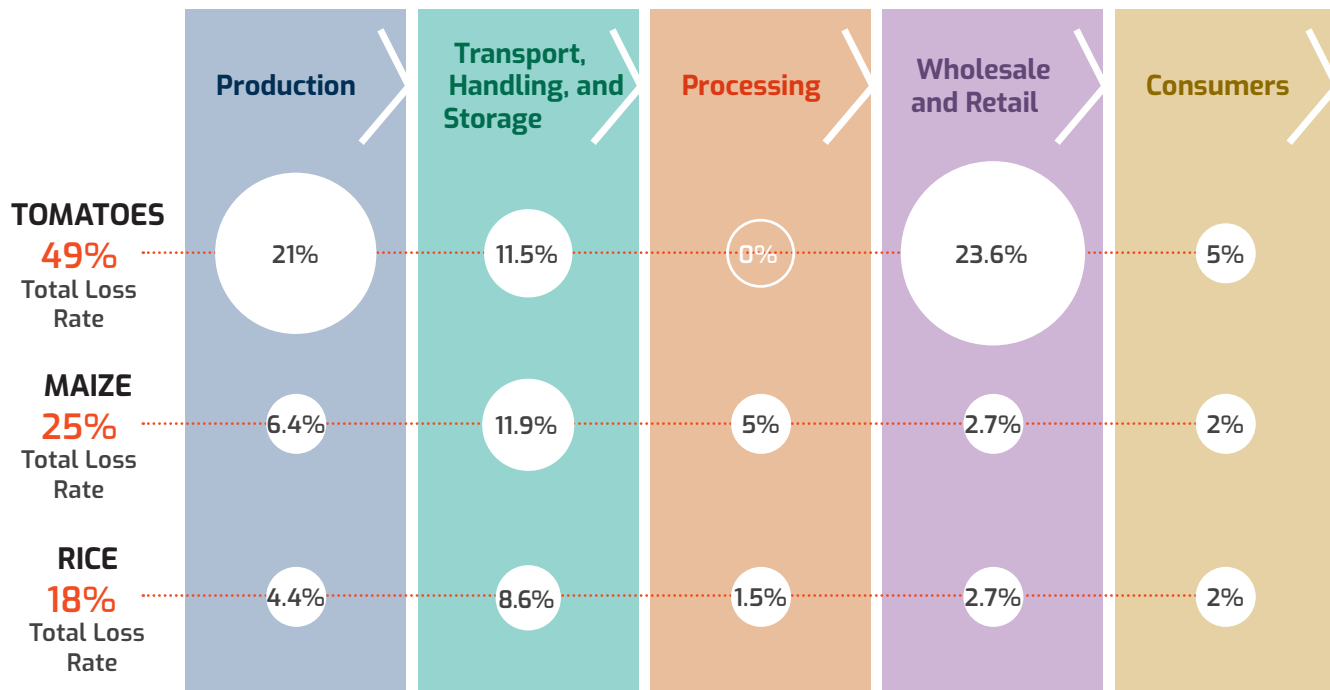 Production
Transport,
Handling, and
Storage
Processing
Wholesale
and Retail
Consumers
TOMATOES
49%
Total Loss
Rate
21%
11.5%
0%
23.6%
5%
MAIZE
25%
Total Loss
Rate
6.4%
11.9%
5%
2.7%
2%
RICE
18%
Total Loss
Rate
4.4%
8.6%
1.5%
2.7%
2%